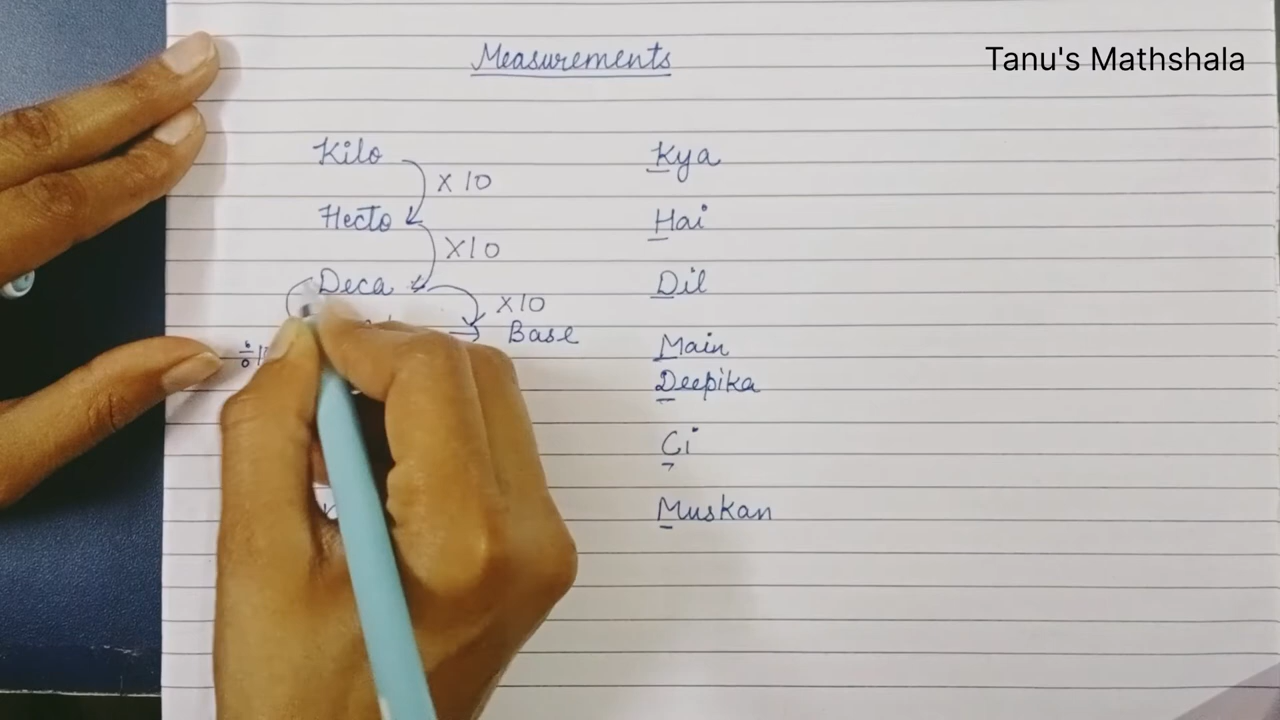 Measurements
Tanu's Mathshala
Kilo
x 10
Hecto
x10
Deca
x10
Base
Kya
Hai
Dil
Main
Deepika
Ci
Muskan